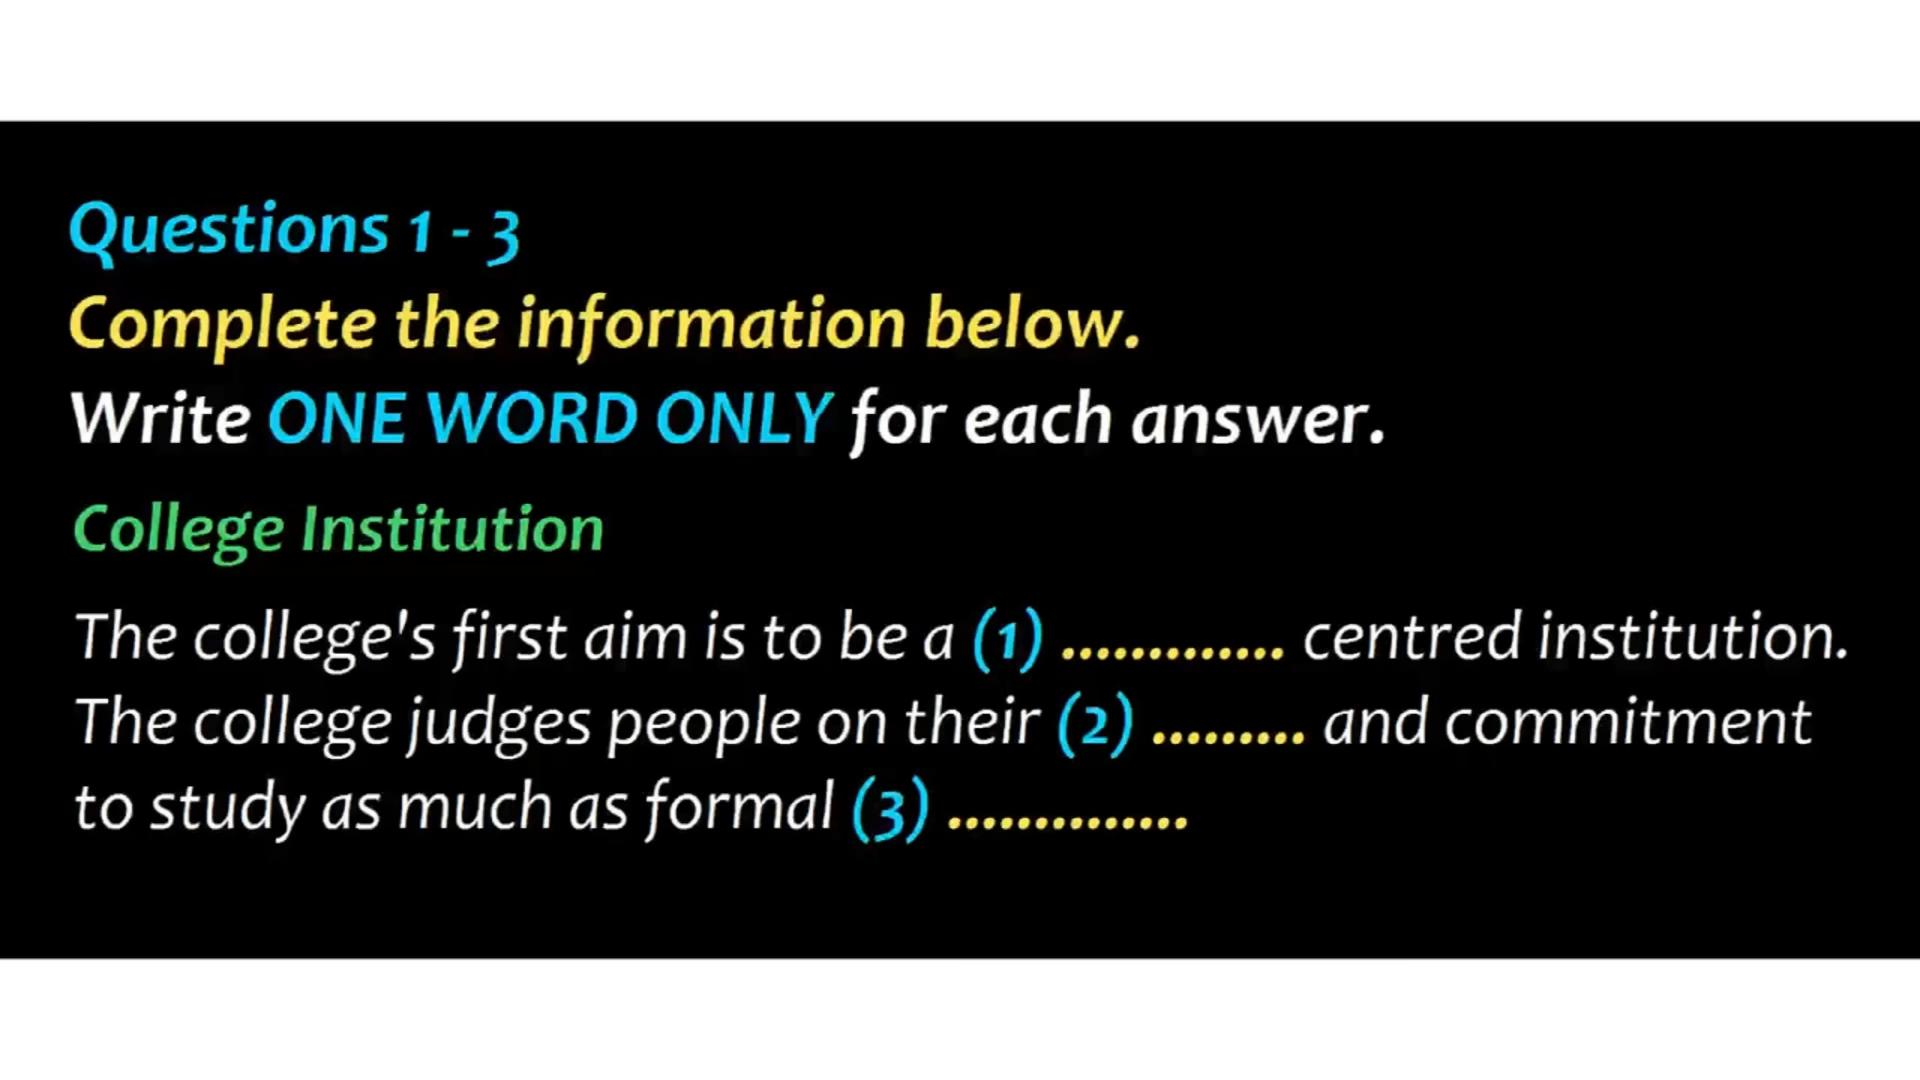 Questions 1 - 3
Complete the information below.
Write ONE WORD ONLY for each answer.
College Institution
The college's first aim is to be a (1) ............. centred institution.
The college judges people on their (2) ......... and commitment
to study as much as formal (3) ..............